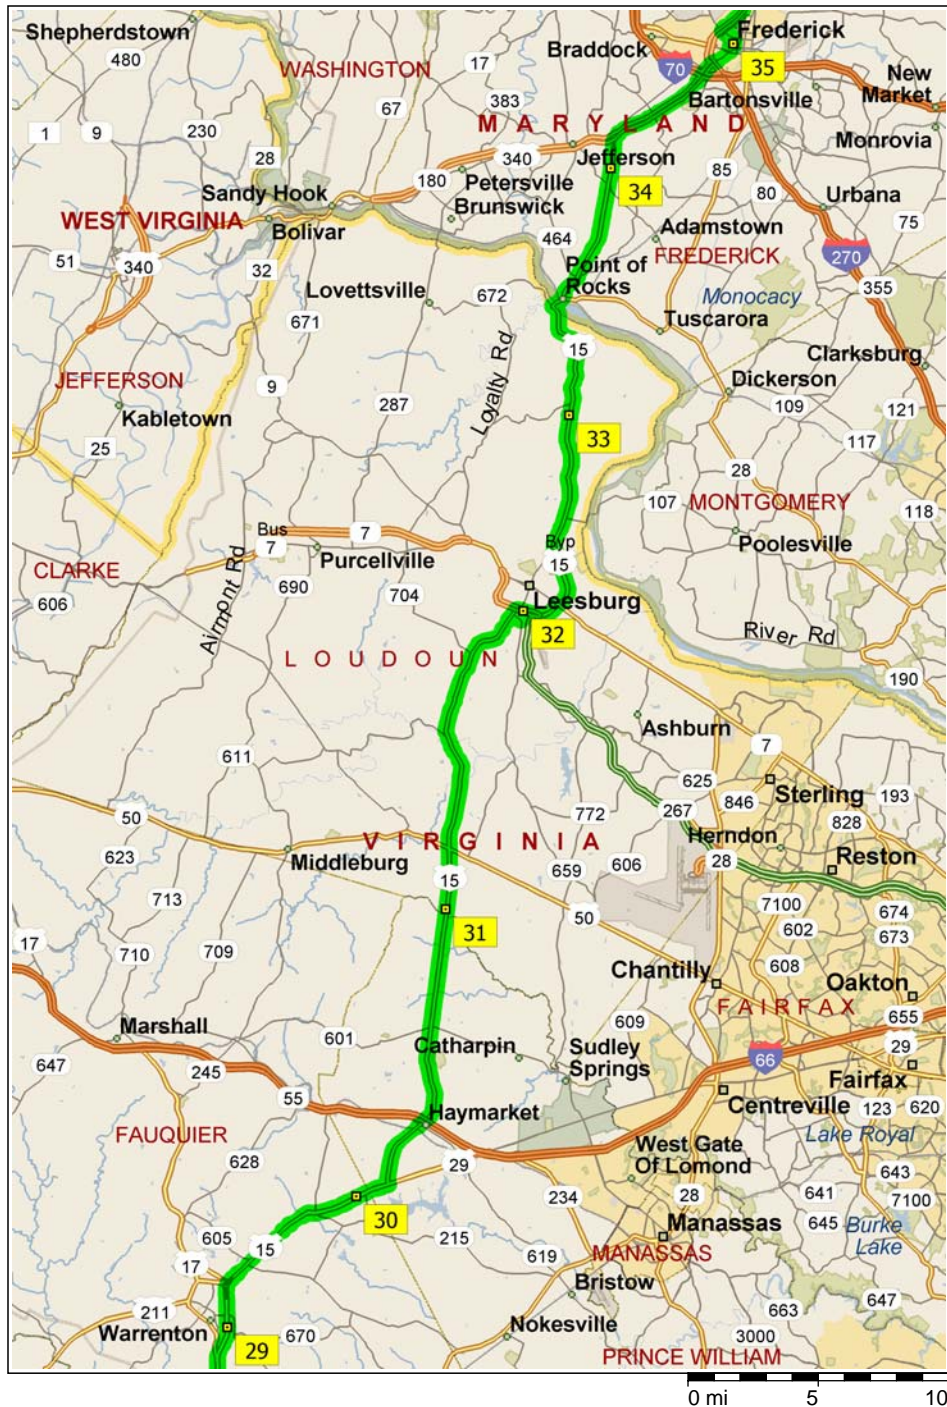 Shepherdstown
480
WASHINGTON
17
Braddock
70
Frederick
35
New
Market
Bartonsville
67
383
MARYLAND
1
9
230
Monrovia
28
340
Jefferson
85
Sandy Hook
180
Petersville
34
80
Urbana
WEST VIRGINIA
Brunswick
Bolivar
464
Adamstown
75
51
340
32
Point of
Rocks
FREDERICK
270
355
Lovettsville
672
Monocacy
671
Tuscarora
Loyalty Rd
15
Clarksburg
JEFFERSON
9
Dickerson
287
109
121
Kabletown
25
33
117
28
107
MONTGOMERY
118
Bus
7
7
Byp
15
Poolesville
Purcellville
CLARKE
690
704
606
Airmont Rd
Leesburg
32
River Rd
LOUDOUN
190
Ashburn
611
7
625
Sterling
50
772
267
846
193
VIRGINIA
Herndon
828
623
Middleburg
606
28
Reston
15
659
713
7100
674
31
50
602
673
17
710
709
608
Chantilly
Oakton
FAIRFAX
609
655
Marshall
601
Catharpin
Sudley
Springs
29
647
245
66
Fairfax
55
Centreville
Haymarket
123
620
FAUQUIER
Lake Royal
West Gate
Of Lomond
628
29
643
234
28
641
7100
30
605
15
215
Manassas
645
Burke
Lake
619
MANASSAS
17
Bristow
647
211
663
Warrenton
670
Nokesville
3000
29
PRINCE WILLIAM
0 mi
5
10